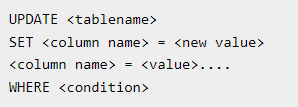 UPDATE <tablename>
SET <column name> = <new value>
<column name> = <value>....
WHERE <condition>